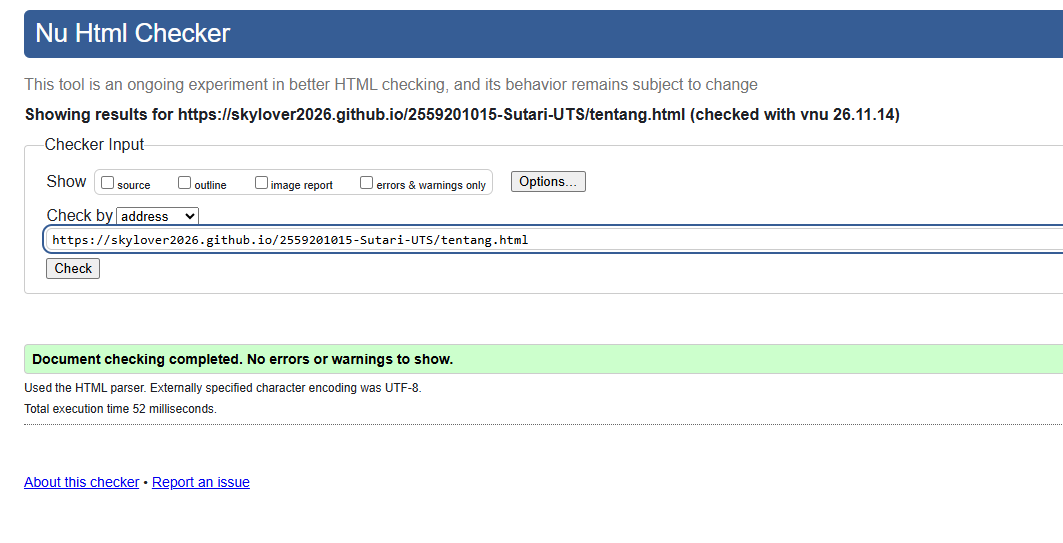 Nu Html Checker
This tool is an ongoing experiment in better HTML checking, and its behavior remains subject to change
Showing results for https://skylover2026.github.io/2559201015-Sutari-UTS/tentang.html (checked with vnu 26.11.14)
Checker Input
Show source outline image report errors & warnings only Options...
Check by address
https://skylover2026.github.io/2559201015-Sutari-UTS/tentang.html
Check
Document checking completed. No errors or warnings to show.
Used the HTML parser. Externally specified character encoding was UTF-8.
Total execution time 52 milliseconds.
About this checker • Report an issue